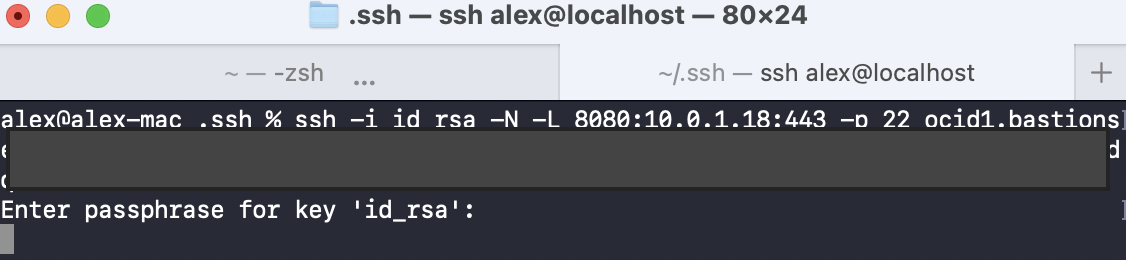 .ssh — ssh alex@localhost — 80×24
~ — -zsh ...
~/.ssh — ssh alex@localhost +
alex@alex-mac .ssh % ssh -i id_rsa -N -L 8080:10.0.1.18:443 -p 22 ocid1.bastions
d
Enter passphrase for key 'id_rsa':